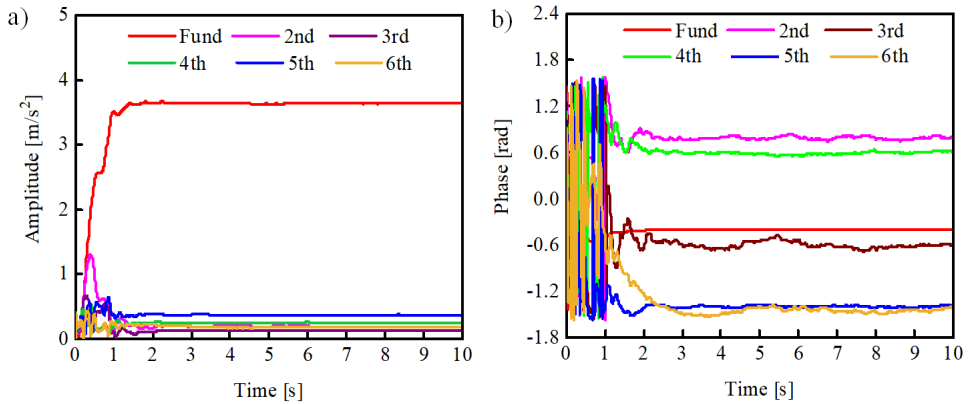 a)
Amplitude [m/s²]
5
4
3
2
1
0
Fund 2nd 3rd
4th 5th 6th
0 1 2 3 4 5 6 7 8 9 10
Time [s]
b)
Phase [rad]
2.4
1.8
1.2
0.6
0.0
-0.6
-1.2
-1.8
Fund 2nd 3rd
4th 5th 6th
0 1 2 3 4 5 6 7 8 9 10
Time [s]